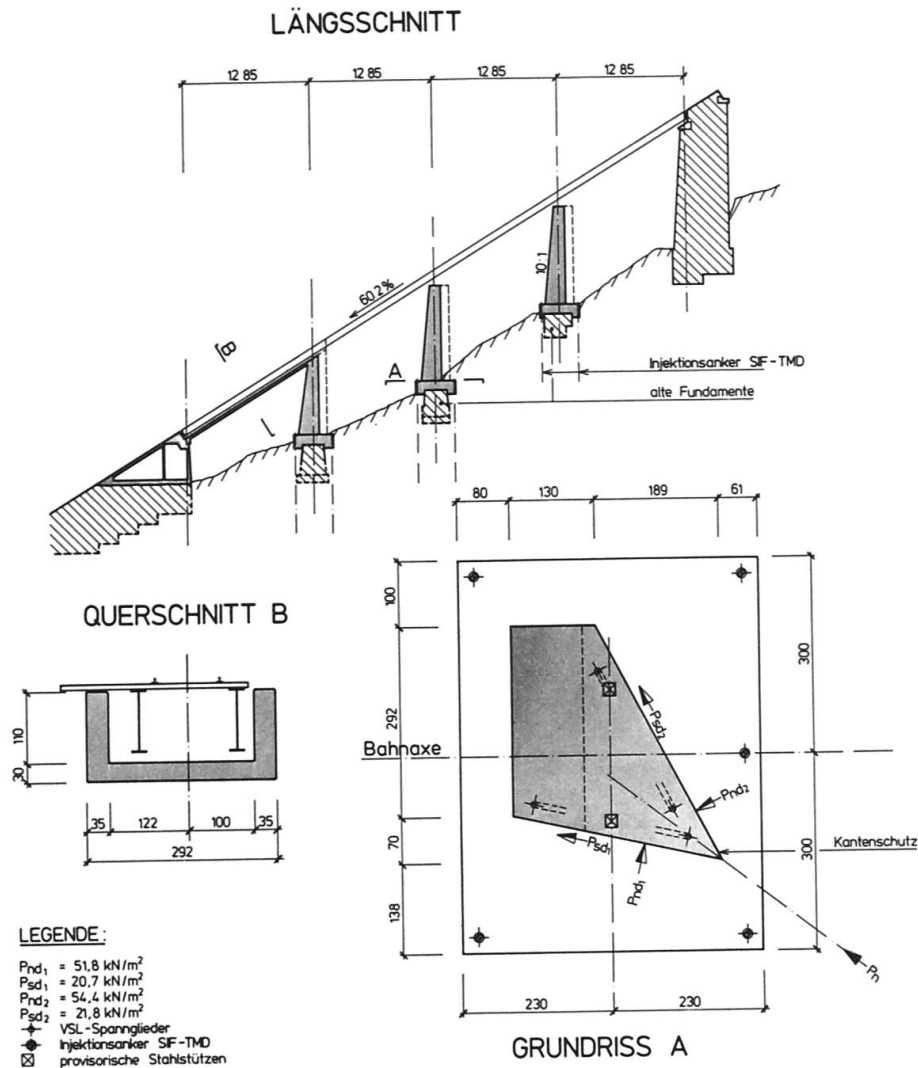 LÄNGSSCHNITT
12 85
12 85
12 85
12 85
60.2%
10:1
B
A
Injektionsanker SIF-TMD
alte Fundamente
80
130
189
61
100
292
70
138
300
300
QUERSCHNITT B
110
30
35
122
100
35
292
Bahnaxe
Psd2
Pnd2
Psd1
Pnd1
Kantenschutz
Pn
230
230
GRUNDRISS A
LEGENDE:
Pnd1 = 51,8 kN/m²
Psd1 = 20,7 kN/m²
Pnd2 = 54,4 kN/m²
Psd2 = 21,8 kN/m²
VSL-Spannglieder
Injektionsanker SIF-TMD
provisorische Stahlstützen